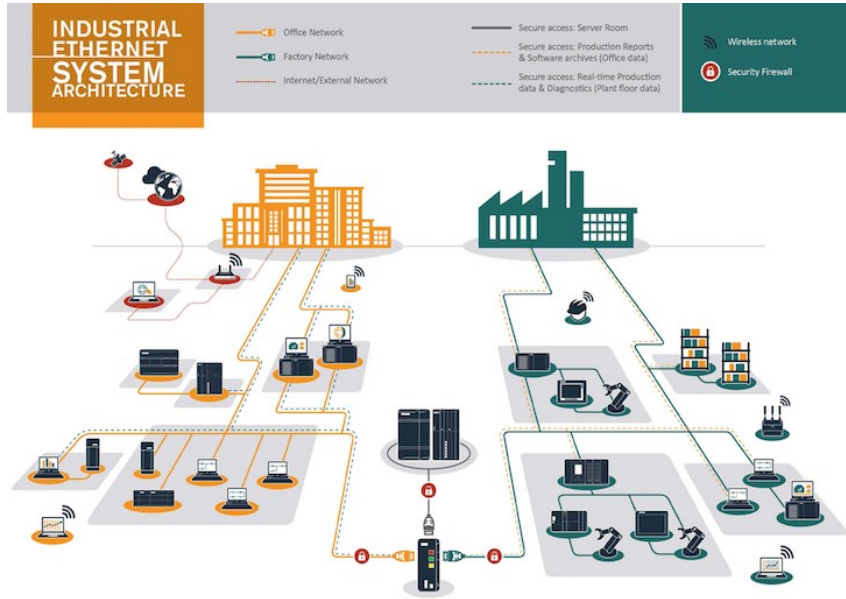 INDUSTRIAL
ETHERNET
SYSTEM
ARCHITECTURE
Office Network
Factory Network
Internet/External Network
Secure access: Server Room
Secure access: Production Reports
& Software archives (Office data)
Secure access: Real-time Production
data & Diagnostics (Plant floor data)
Wireless network
Security Firewall